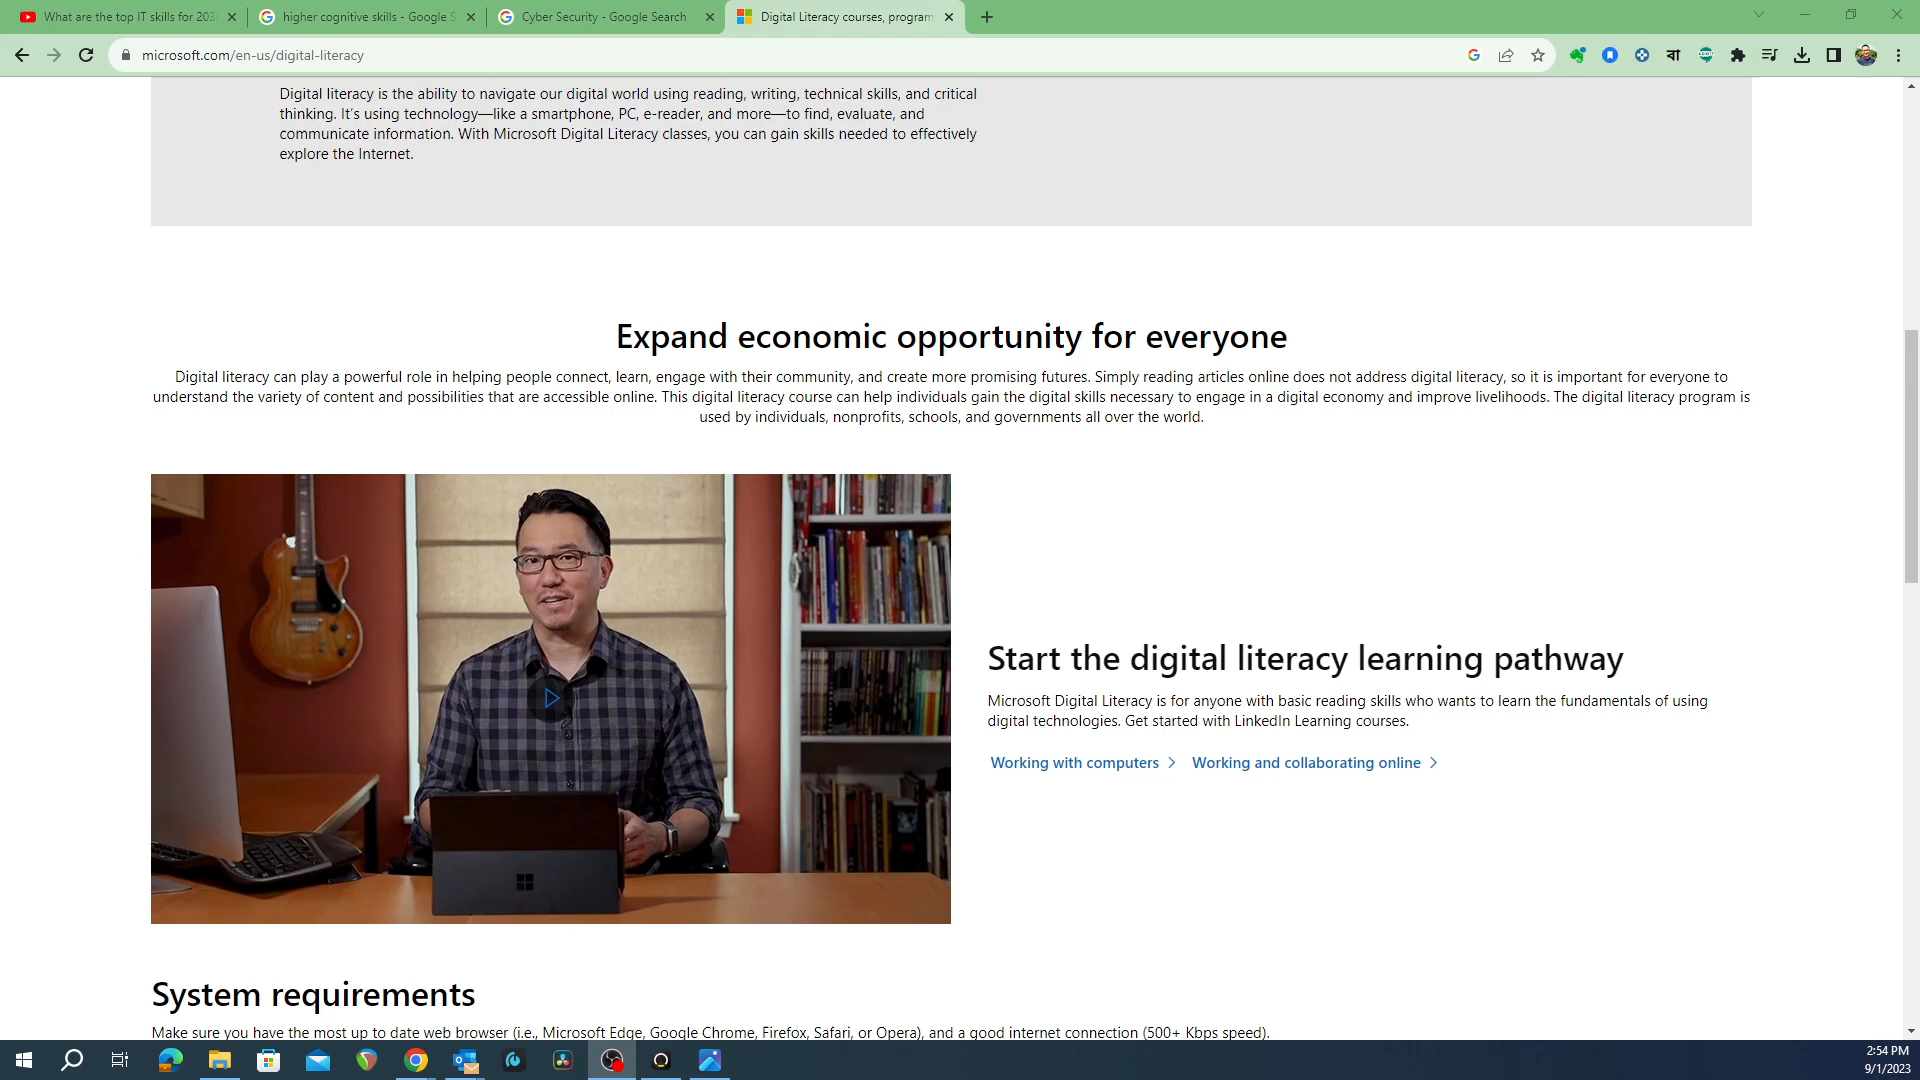 What are the top IT skills for 203
higher cognitive skills - Google S
Cyber Security - Google Search
Digital Literacy courses, program
microsoft.com/en-us/digital-literacy
বা
Digital literacy is the ability to navigate our digital world using reading, writing, technical skills, and critical
thinking. It’s using technology—like a smartphone, PC, e-reader, and more—to find, evaluate, and
communicate information. With Microsoft Digital Literacy classes, you can gain skills needed to effectively
explore the Internet.
Expand economic opportunity for everyone
Digital literacy can play a powerful role in helping people connect, learn, engage with their community, and create more promising futures. Simply reading articles online does not address digital literacy, so it is important for everyone to
understand the variety of content and possibilities that are accessible online. This digital literacy course can help individuals gain the digital skills necessary to engage in a digital economy and improve livelihoods. The digital literacy program is
used by individuals, nonprofits, schools, and governments all over the world.
Start the digital literacy learning pathway
Microsoft Digital Literacy is for anyone with basic reading skills who wants to learn the fundamentals of using
digital technologies. Get started with LinkedIn Learning courses.
Working with computers
Working and collaborating online
System requirements
Make sure you have the most up to date web browser (i.e., Microsoft Edge, Google Chrome, Firefox, Safari, or Opera), and a good internet connection (500+ Kbps speed).
2:54 PM
9/1/2023